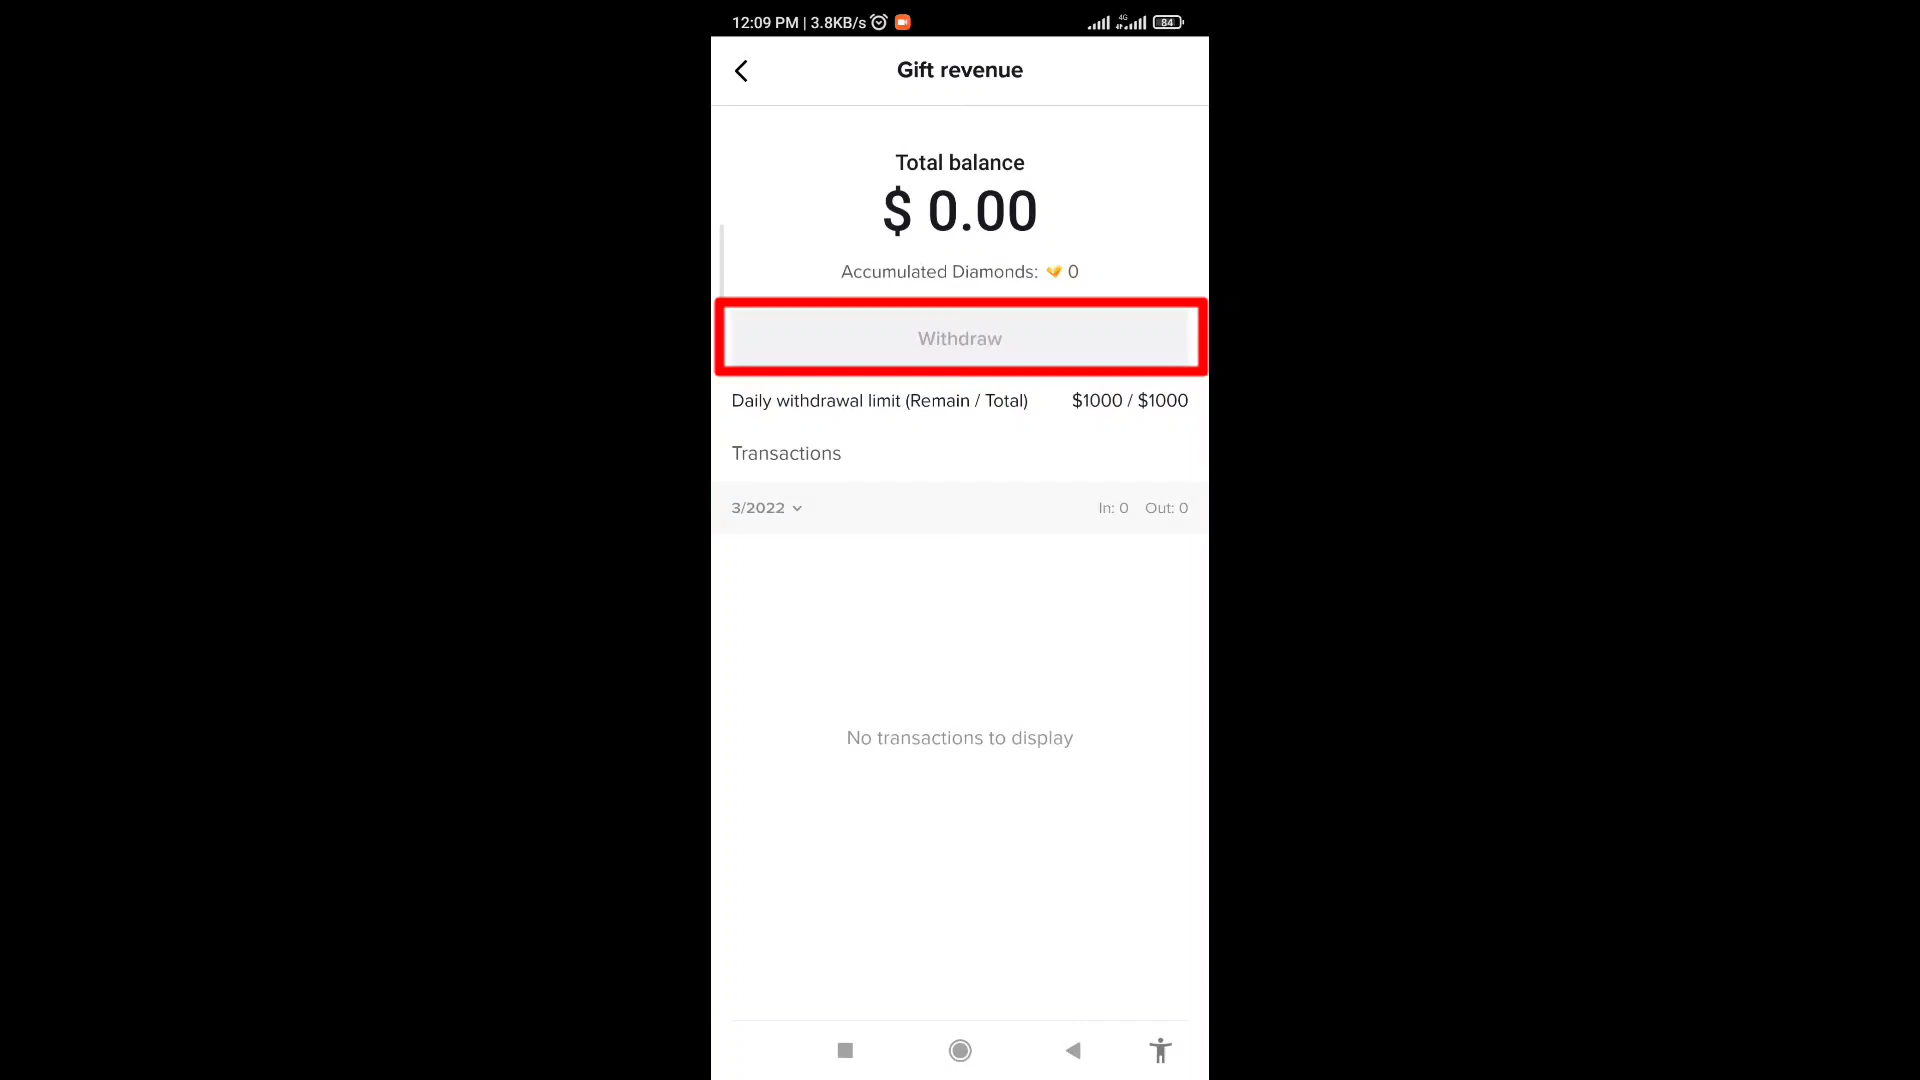 12:09 PM | 3.8KB/s 4G 84
Gift revenue
Total balance
$ 0.00
Accumulated Diamonds: 0
Withdraw
Daily withdrawal limit (Remain / Total) $1000 / $1000
Transactions
3/2022 In: 0 Out: 0
No transactions to display